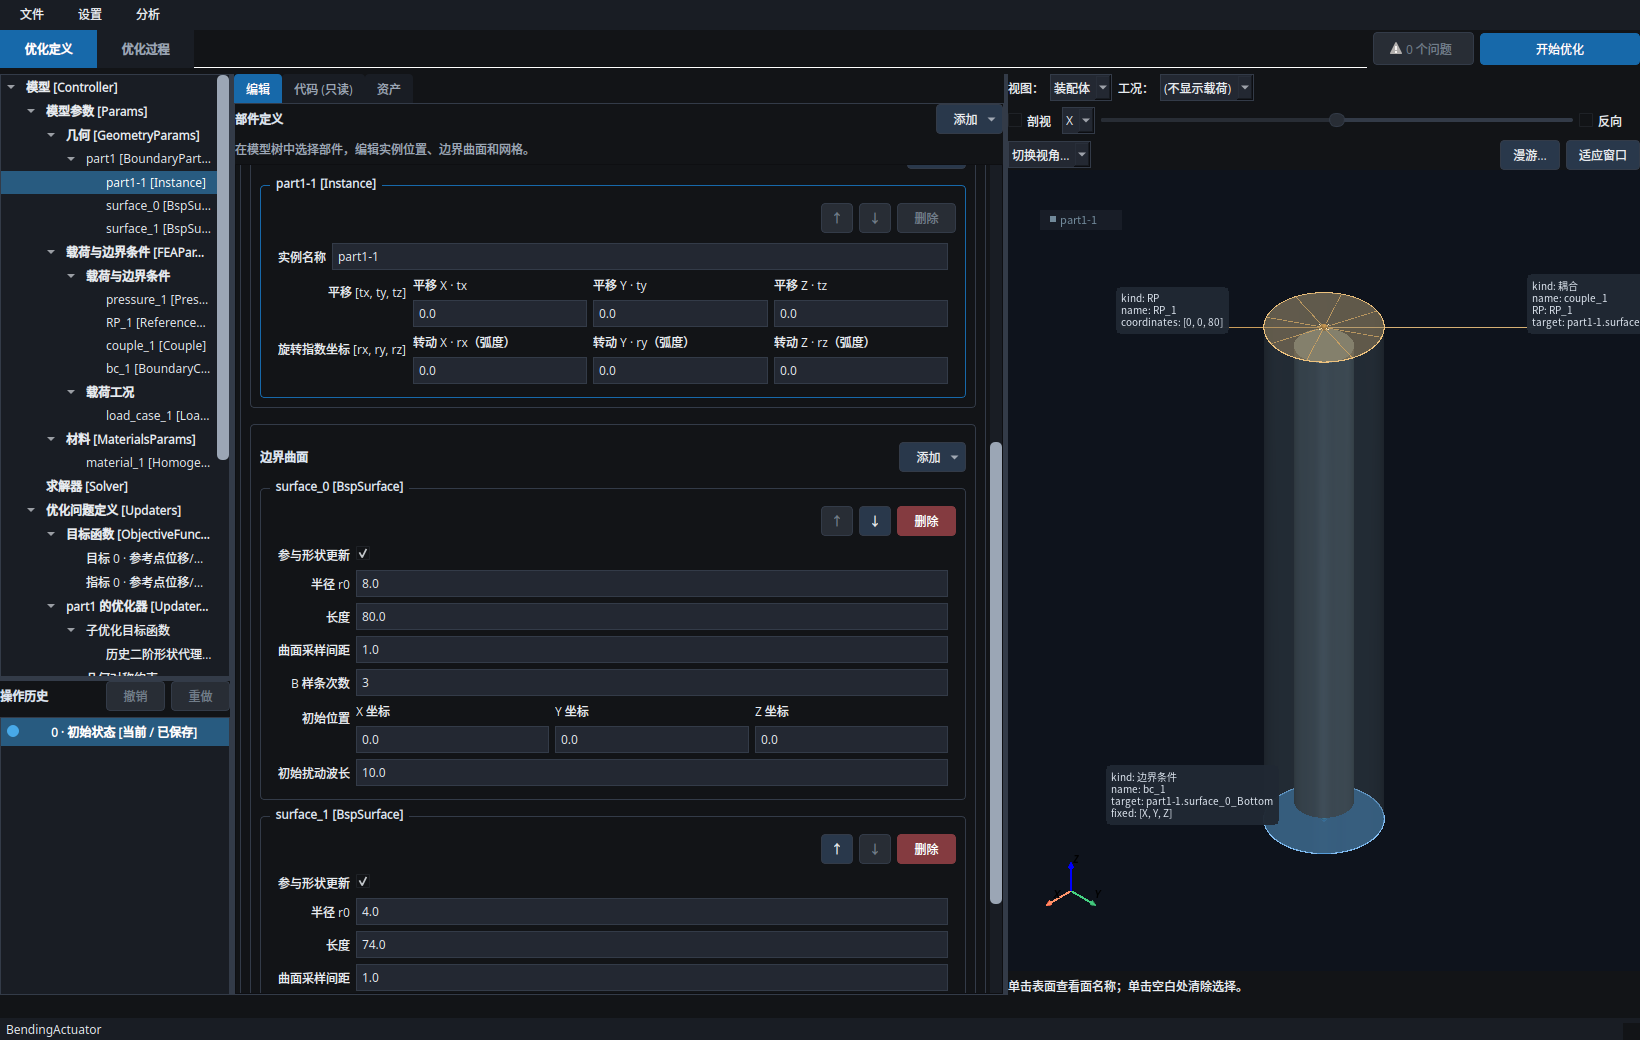 文件 设置 分析
优化定义 优化过程 0 个问题 开始优化
模型 [Controller]
模型参数 [Params]
几何 [GeometryParams]
part1 [BoundaryPart...
part1-1 [Instance]
surface_0 [BspSu...
surface_1 [BspSu...
载荷与边界条件 [FEAPar...
载荷与边界条件
pressure_1 [Pres...
RP_1 [Reference...
couple_1 [Couple]
bc_1 [BoundaryC...
载荷工况
load_case_1 [Loa...
材料 [MaterialsParams]
material_1 [Homoge...
求解器 [Solver]
优化问题定义 [Updaters]
目标函数 [ObjectiveFunc...
目标 0 · 参考点位移/...
指标 0 · 参考点位移/...
part1 的优化器 [Updater...
子优化目标函数
历史二阶形状代理...
操作历史 撤销 重做
0 · 初始状态 [当前 / 已保存]
编辑 代码 (只读) 资产
部件定义 添加
在模型树中选择部件，编辑实例位置、边界曲面和网格。
part1-1 [Instance]
↑ ↓ 删除
实例名称 part1-1
平移 [tx, ty, tz] 平移 X · tx 平移 Y · ty 平移 Z · tz
0.0 0.0 0.0
旋转指数坐标 [rx, ry, rz] 转动 X · rx（弧度） 转动 Y · ry（弧度） 转动 Z · rz（弧度）
0.0 0.0 0.0
边界曲面 添加
surface_0 [BspSurface]
↑ ↓ 删除
参与形状更新 ✓
半径 r0 8.0
长度 80.0
曲面采样间距 1.0
B 样条次数 3
初始位置 X 坐标 Y 坐标 Z 坐标
0.0 0.0 0.0
初始扰动波长 10.0
surface_1 [BspSurface]
↑ ↓ 删除
参与形状更新 ✓
半径 r0 4.0
长度 74.0
曲面采样间距 1.0
视图： 装配体 工况： (不显示载荷)
剖视 X 反向
切换视角... 漫游... 适应窗口
part1-1
kind: RP
name: RP_1
coordinates: [0, 0, 80]
kind: 耦合
name: couple_1
RP: RP_1
target: part1-1.surface
kind: 边界条件
name: bc_1
target: part1-1.surface_0_Bottom
fixed: [X, Y, Z]
Z
Y
单击表面查看面名称；单击空白处清除选择。
BendingActuator